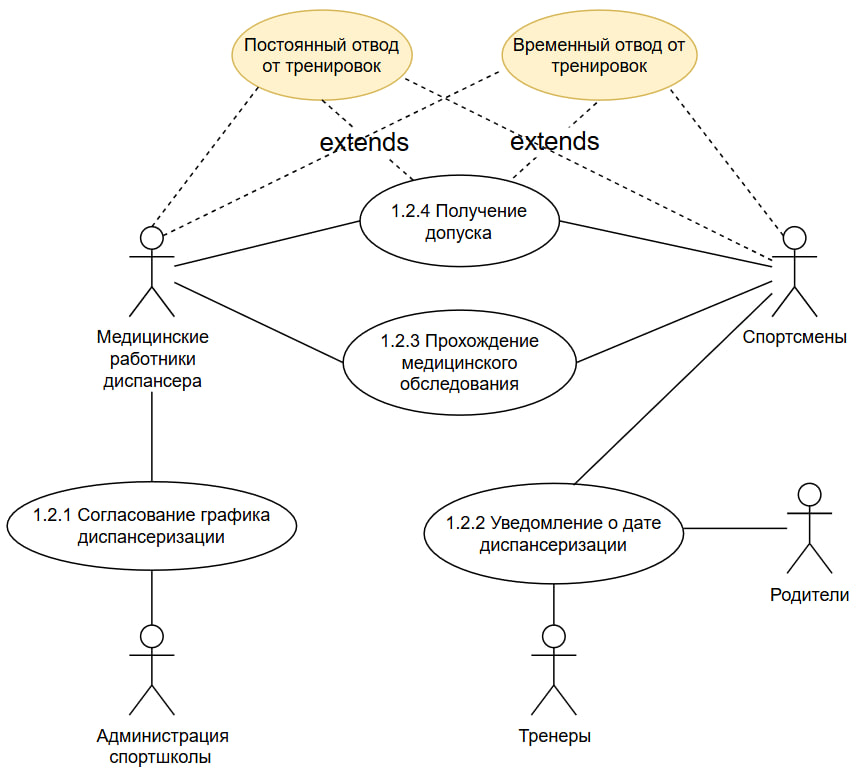 Постоянный отвод
от тренировок
Временный отвод от
тренировок
extends
extends
1.2.4 Получение
допуска
Медицинские
работники
диспансера
Спортсмены
1.2.3 Прохождение
медицинского
обследования
1.2.1 Согласование графика
диспансеризации
1.2.2 Уведомление о дате
диспансеризации
Родители
Администрация
спортшколы
Тренеры